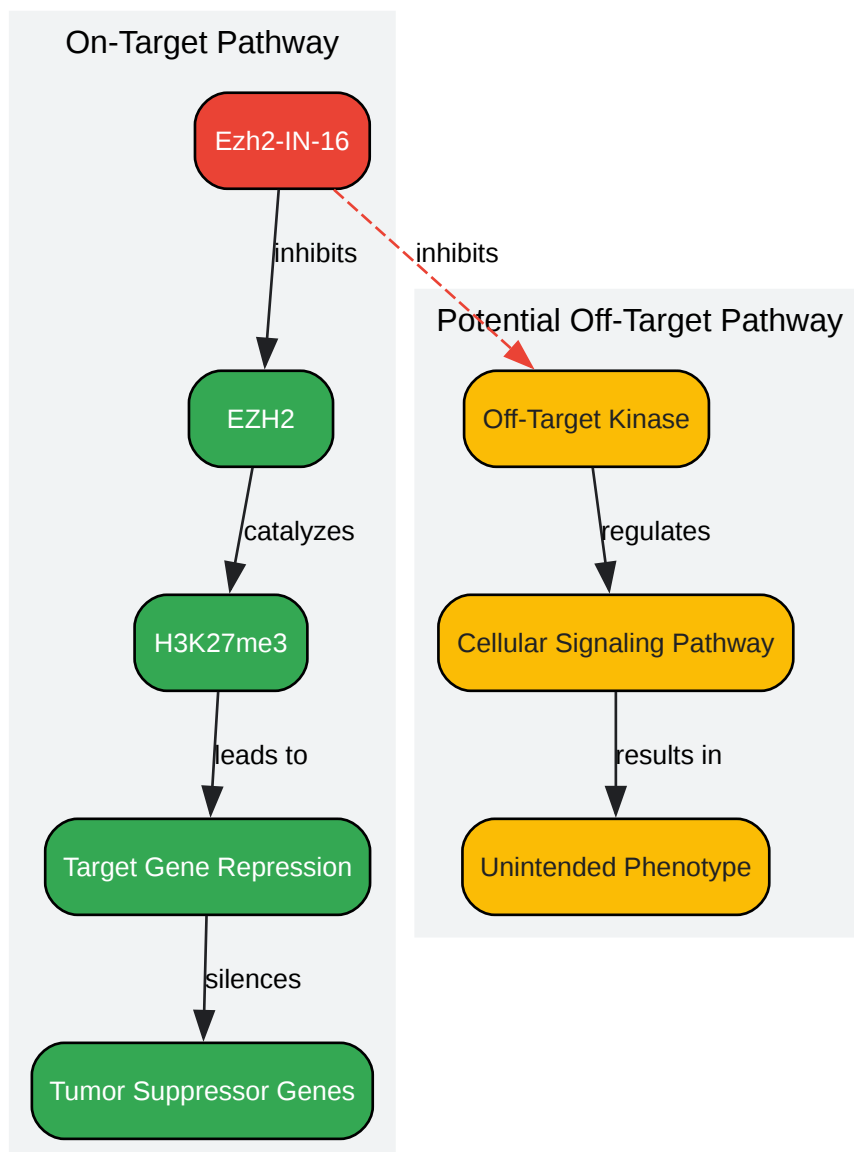 On-Target Pathway
Ezh2-IN-16
inhibits
EZH2
catalyzes
H3K27me3
leads to
Target Gene Repression
silences
Tumor Suppressor Genes
inhibits
Potential Off-Target Pathway
Off-Target Kinase
regulates
Cellular Signaling Pathway
results in
Unintended Phenotype